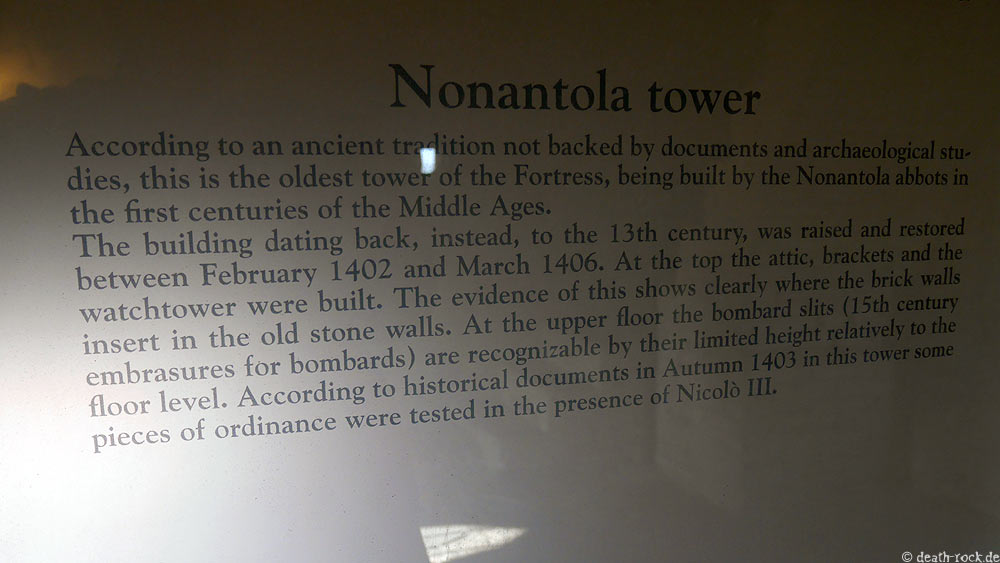 Nonantola tower
According to an ancient tradition not backed by documents and archaeological stu-
dies, this is the oldest tower of the Fortress, being built by the Nonantola abbots in
the first centuries of the Middle Ages.
The building dating back, instead, to the 13th century, was raised and restored
between February 1402 and March 1406. At the top the attic, brackets and the
watchtower were built. The evidence of this shows clearly where the brick walls
insert in the old stone walls. At the upper floor the bombard slits (15th century
embrasures for bombards) are recognizable by their limited height relatively to the
floor level. According to historical documents in Autumn 1403 in this tower some
pieces of ordinance were tested in the presence of Nicolò III.
© death-rock.de